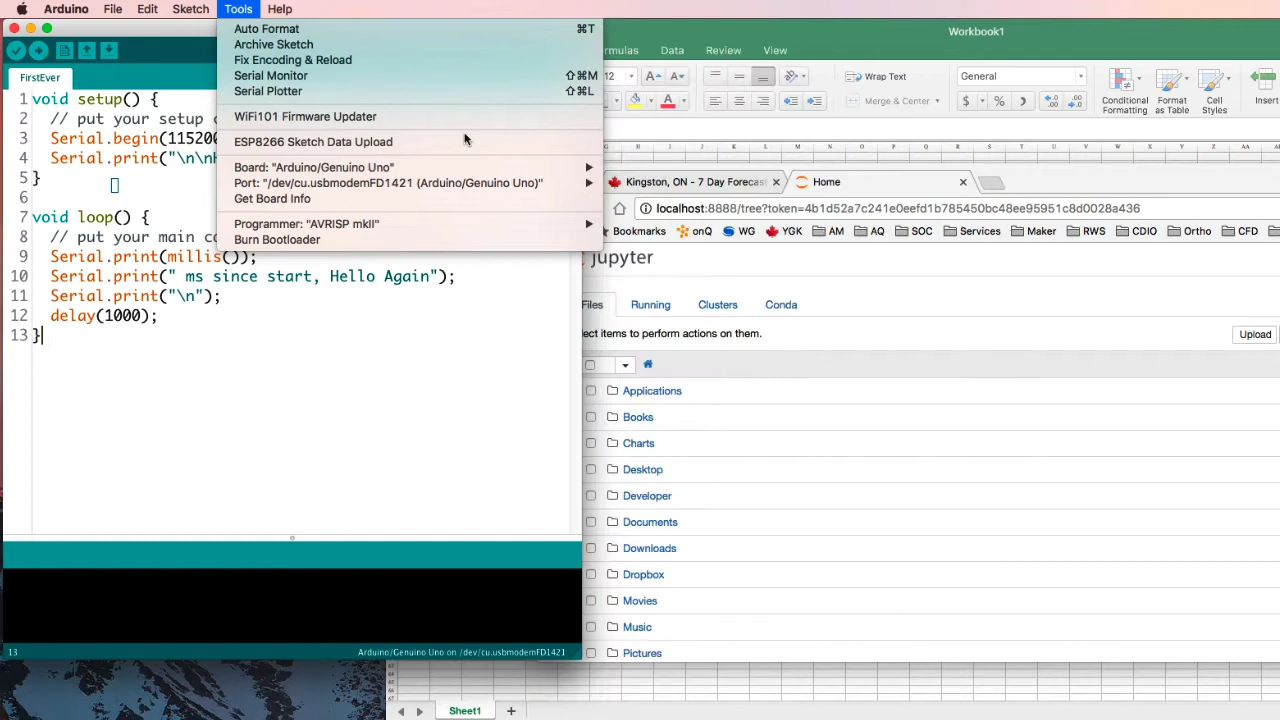 Arduino File Edit Sketch Tools Help
Auto Format ⌘T
Archive Sketch
Fix Encoding & Reload
Serial Monitor ⇧⌘M
Serial Plotter ⇧⌘L
WiFi101 Firmware Updater
ESP8266 Sketch Data Upload
Board: "Arduino/Genuino Uno"
Port: "/dev/cu.usbmodemFD1421 (Arduino/Genuino Uno)"
Get Board Info
Programmer: "AVRISP mkII"
Burn Bootloader
FirstEver
1 void setup() {
2 // put your setup
3 Serial.begin(115200
4 Serial.print("\n\n
5 }
6
7 void loop() {
8 // put your main
9 Serial.print(millis());
10 Serial.print(" ms since start, Hello Again");
11 Serial.print("\n");
12 delay(1000);
13 }
13
Arduino/Genuino Uno on /dev/cu.usbmodemFD1421
Workbook1
rmulas Data Review View
12 Wrap Text General
Merge & Center $ % Conditional Formatting Format as Table Cell Styles Insert
G H I J K L M N O P Q R S T U V W X Y Z AA
Kingston, ON - 7 Day Forecas Home
localhost:8888/tree?token=4b1d52a7c241e0eefd1b785450bc48ee95951c8d0028a436
Bookmarks onQ WG YGK AM AQ SOC Services Maker RWS CDIO Ortho CFD
jupyter
Files Running Clusters Conda
lect items to perform actions on them.
Upload
Applications
Books
Charts
Desktop
Developer
Documents
Downloads
Dropbox
Movies
Music
Pictures
Sheet1 +